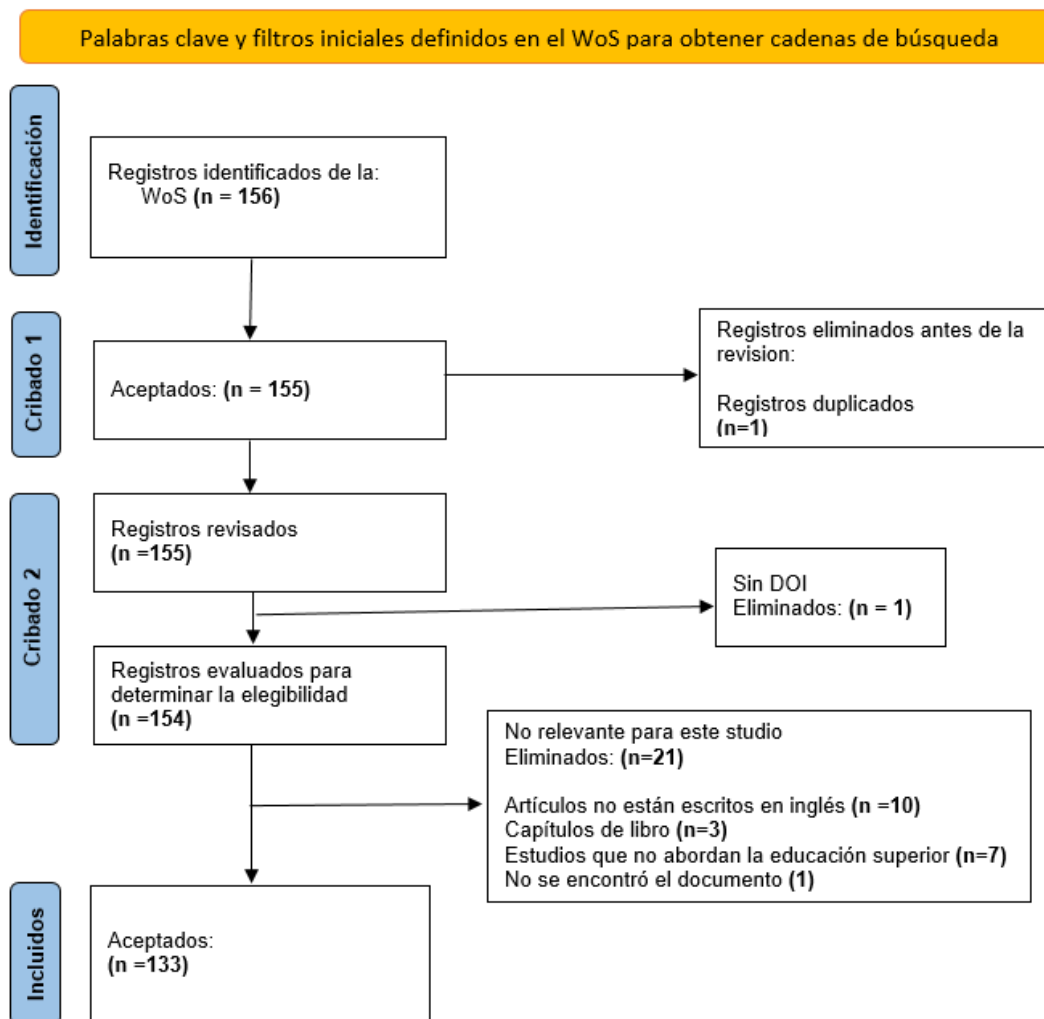 Palabras clave y filtros iniciales definidos en el WoS para obtener cadenas de búsqueda
Identificación
Registros identificados de la:
WoS (n = 156)
Cribado 1
Aceptados: (n = 155)
Registros eliminados antes de la
revision:
Registros duplicados
(n=1)
Cribado 2
Registros revisados
(n =155)
Sin DOI
Eliminados: (n = 1)
Registros evaluados para
determinar la elegibilidad
(n =154)
No relevante para este studio
Eliminados: (n=21)
Artículos no están escritos en inglés (n =10)
Capítulos de libro (n=3)
Estudios que no abordan la educación superior (n=7)
No se encontró el documento (1)
Incluidos
Aceptados:
(n =133)